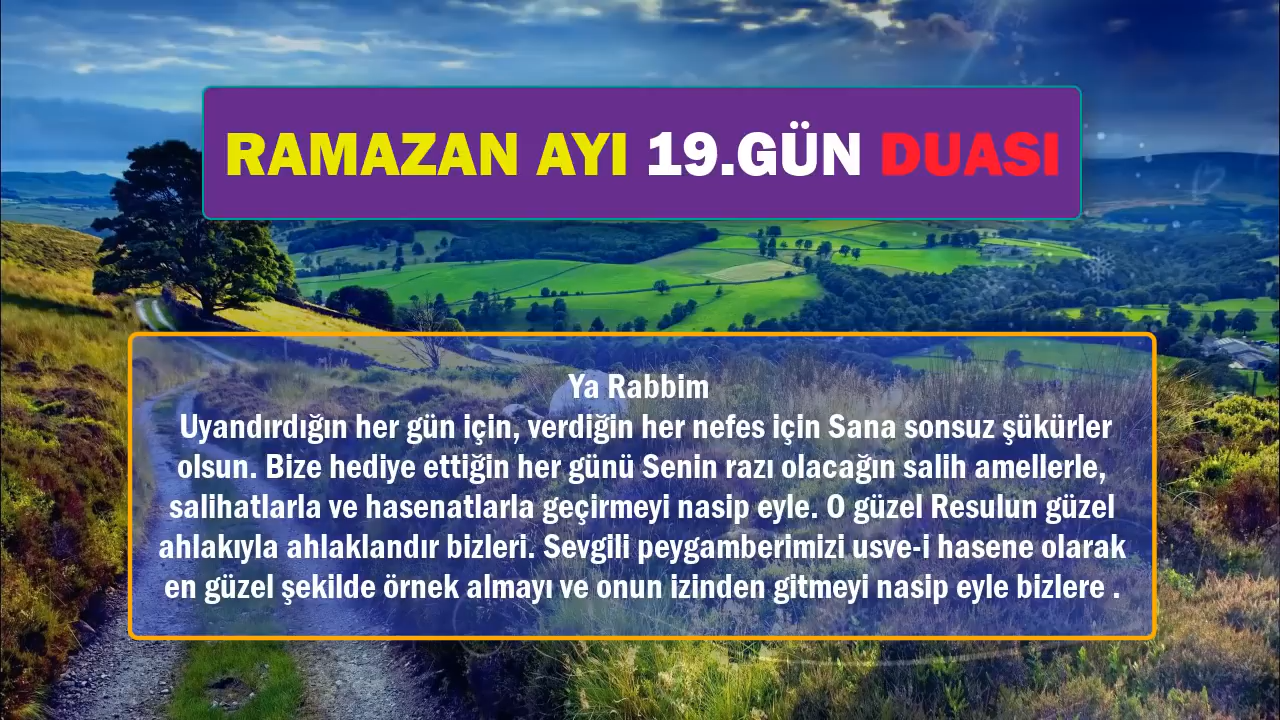 RAMAZAN AYI 19.GÜN DUASI
Ya Rabbim
Uyandırdığın her gün için, verdiğin her nefes için Sana sonsuz şükürler
olsun. Bize hediye ettiğin her günü Senin razı olacağın salih amellerle,
salihatlarla ve hasenatlarla geçirmeyi nasip eyle. O güzel Resulun güzel
ahlakıyla ahlaklandır bizleri. Sevgili peygamberimizi usve-i hasene olarak
en güzel şekilde örnek almayı ve onun izinden gitmeyi nasip eyle bizlere .